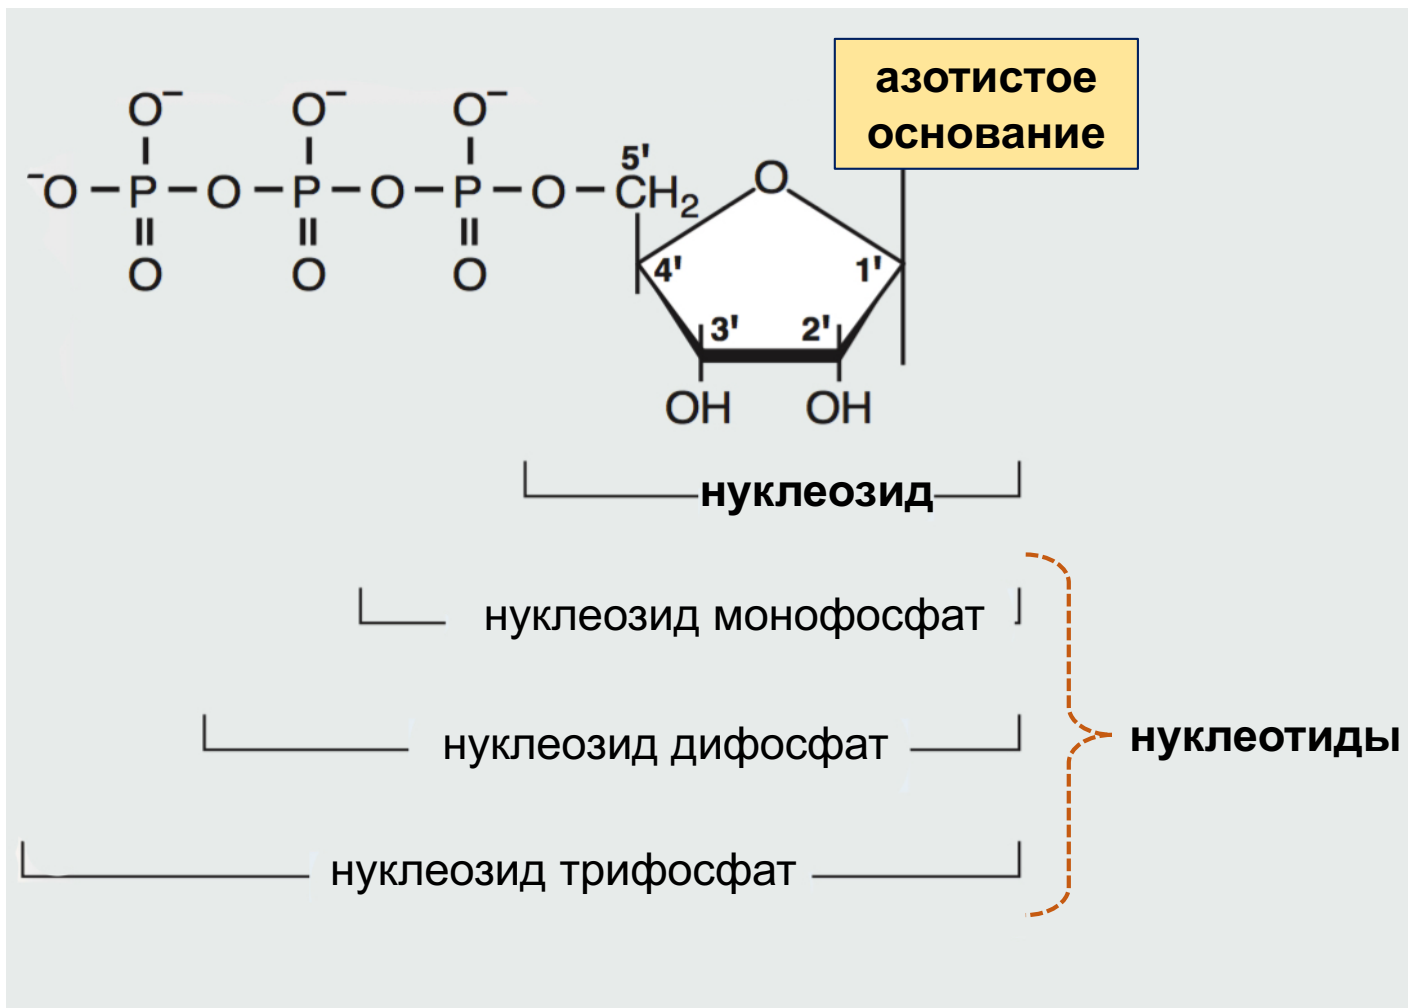 азотистое
основание
O⁻ O⁻ O⁻
⁻O–P–O–P–O–P–O–CH₂ 5' O
O O O
4' 1'
3' 2'
OH OH
нуклеозид
нуклеозид монофосфат
нуклеозид дифосфат
нуклеотиды
нуклеозид трифосфат